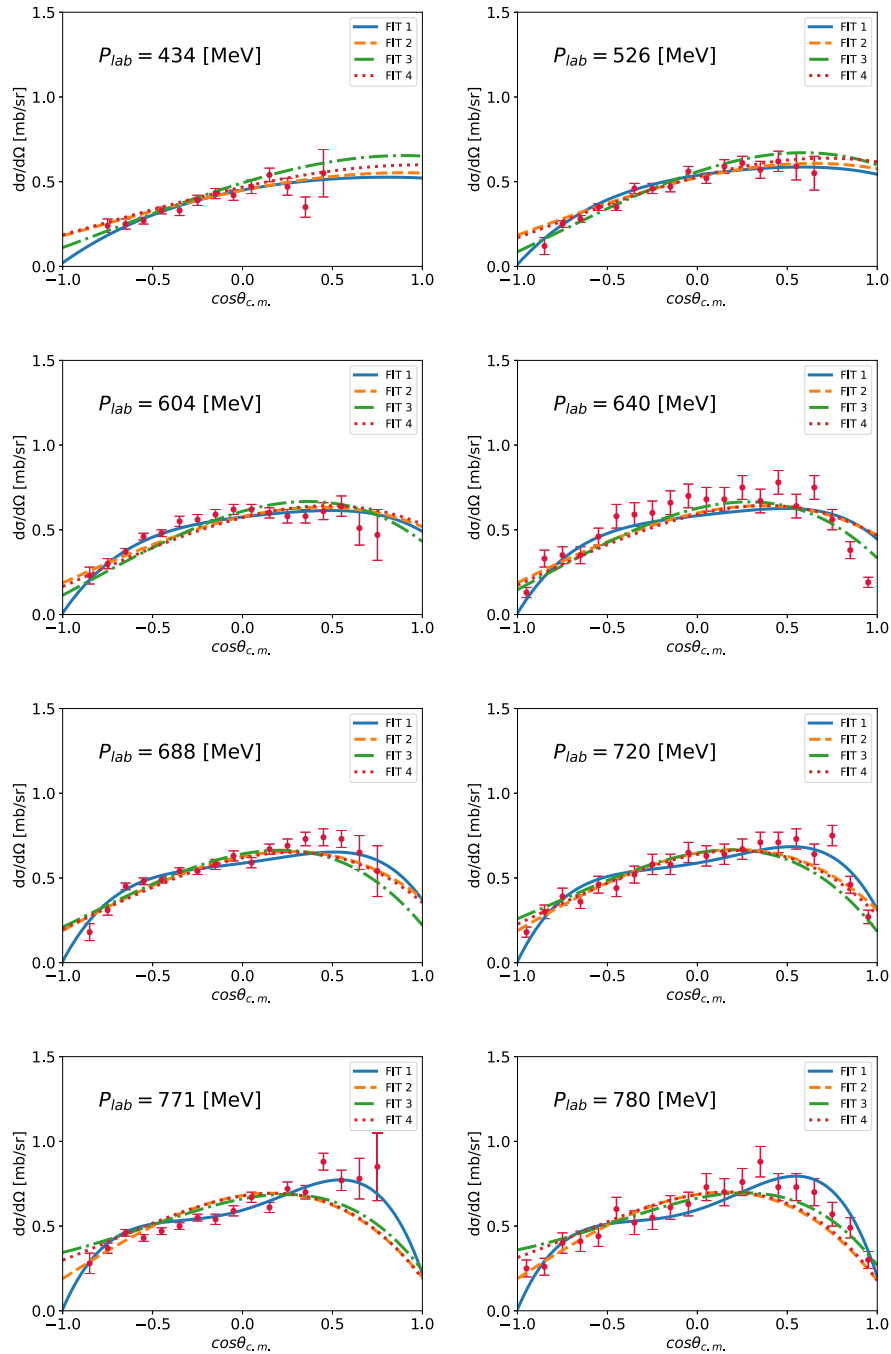 P_lab = 434 [MeV]
FIT 1
FIT 2
FIT 3
FIT 4
dσ/dΩ [mb/sr]
1.5
1.0
0.5
0.0
−1.0 −0.5 0.0 0.5 1.0
cosθ_c.m.
P_lab = 526 [MeV]
FIT 1
FIT 2
FIT 3
FIT 4
dσ/dΩ [mb/sr]
1.5
1.0
0.5
0.0
−1.0 −0.5 0.0 0.5 1.0
cosθ_c.m.
P_lab = 604 [MeV]
FIT 1
FIT 2
FIT 3
FIT 4
dσ/dΩ [mb/sr]
1.5
1.0
0.5
0.0
−1.0 −0.5 0.0 0.5 1.0
cosθ_c.m.
P_lab = 640 [MeV]
FIT 1
FIT 2
FIT 3
FIT 4
dσ/dΩ [mb/sr]
1.5
1.0
0.5
0.0
−1.0 −0.5 0.0 0.5 1.0
cosθ_c.m.
P_lab = 688 [MeV]
FIT 1
FIT 2
FIT 3
FIT 4
dσ/dΩ [mb/sr]
1.5
1.0
0.5
0.0
−1.0 −0.5 0.0 0.5 1.0
cosθ_c.m.
P_lab = 720 [MeV]
FIT 1
FIT 2
FIT 3
FIT 4
dσ/dΩ [mb/sr]
1.5
1.0
0.5
0.0
−1.0 −0.5 0.0 0.5 1.0
cosθ_c.m.
P_lab = 771 [MeV]
FIT 1
FIT 2
FIT 3
FIT 4
dσ/dΩ [mb/sr]
1.5
1.0
0.5
0.0
−1.0 −0.5 0.0 0.5 1.0
cosθ_c.m.
P_lab = 780 [MeV]
FIT 1
FIT 2
FIT 3
FIT 4
dσ/dΩ [mb/sr]
1.5
1.0
0.5
0.0
−1.0 −0.5 0.0 0.5 1.0
cosθ_c.m.